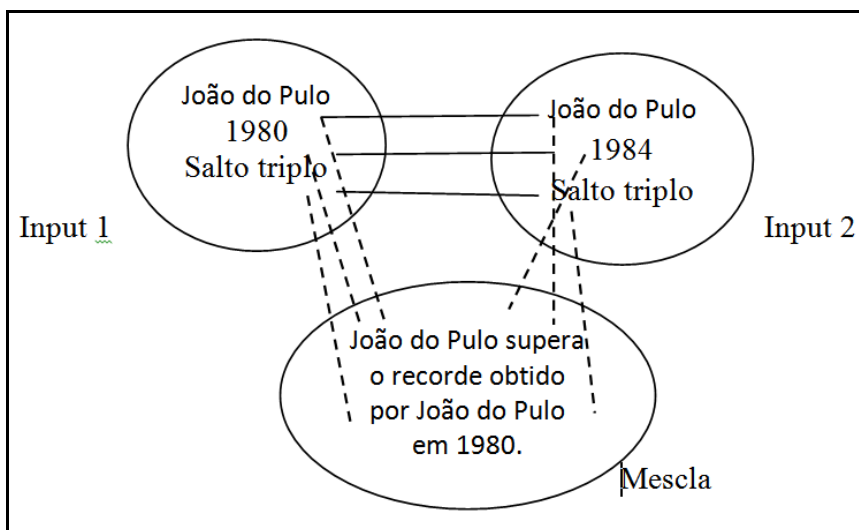 João do Pulo
1980
Salto triplo
João do Pulo
1984
Salto triplo
Input 1
Input 2
João do Pulo supera
o recorde obtido
por João do Pulo
em 1980.
Mescla